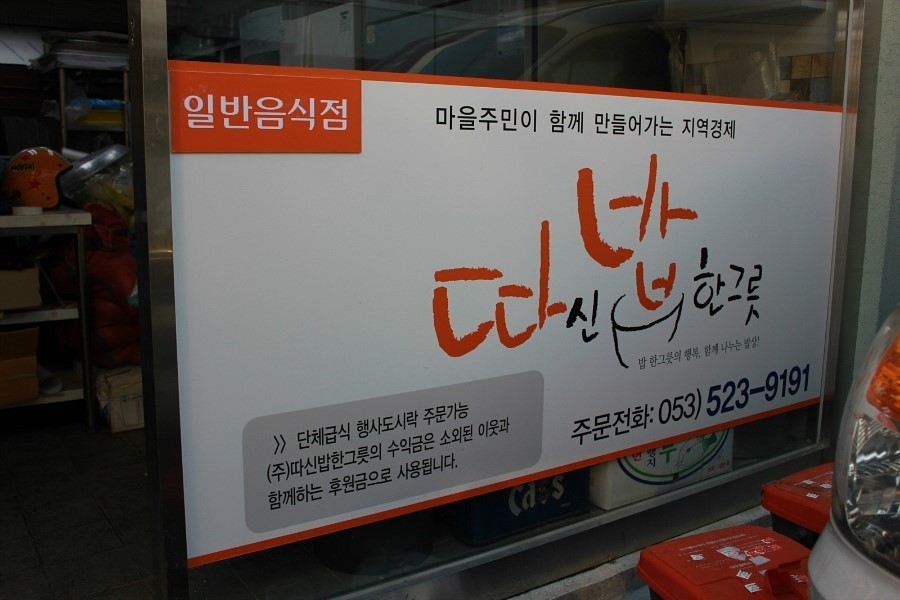 일반음식점
마을주민이 함께 만들어가는 지역경제
따신 밥 한그릇
밥 한그릇의 행복, 함께 나누는 밥상!
주문전화: 053) 523-9191
》 단체급식 행사도시락 주문가능
(주)따신밥한그릇의 수익금은 소외된 이웃과
함께하는 후원금으로 사용됩니다.
Cass